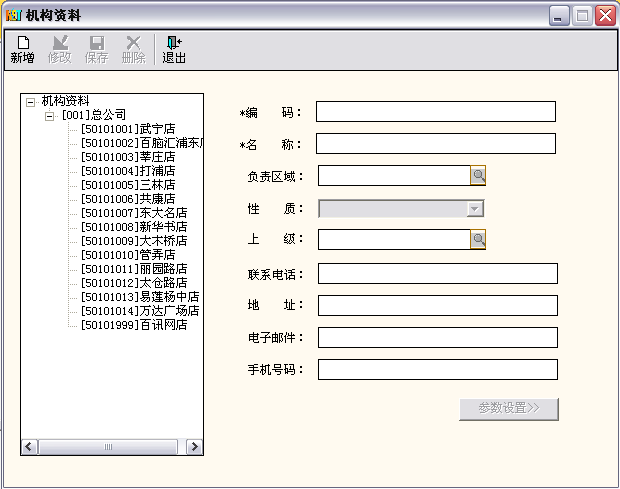 机构资料
新增 修改 保存 删除 退出
机构资料
[001]总公司
[50101001]武宁店
[50101002]百脑汇浦东店
[50101003]莘庄店
[50101004]打浦店
[50101005]三林店
[50101006]共康店
[50101007]东大名店
[50101008]新华书店
[50101009]大木桥店
[50101010]管弄店
[50101011]丽园路店
[50101012]太仓路店
[50101013]易莲杨中店
[50101014]万达广场店
[50101999]百讯网店
*编 码：
*名 称：
负责区域：
性 质：
上 级：
联系电话：
地 址：
电子邮件：
手机号码：
参数设置>>